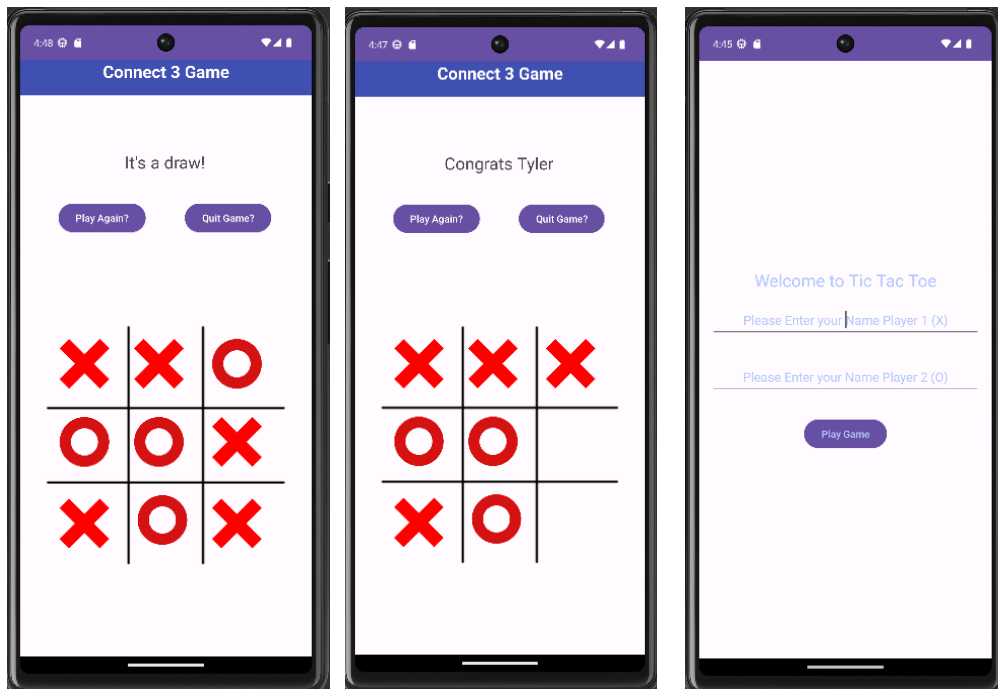 4:48
Connect 3 Game
It's a draw!
Play Again? Quit Game?
X X O
O O X
X O X
4:47
Connect 3 Game
Congrats Tyler
Play Again? Quit Game?
X X X
O O
X O
4:45
Welcome to Tic Tac Toe
Please Enter your Name Player 1 (X)
Please Enter your Name Player 2 (O)
Play Game